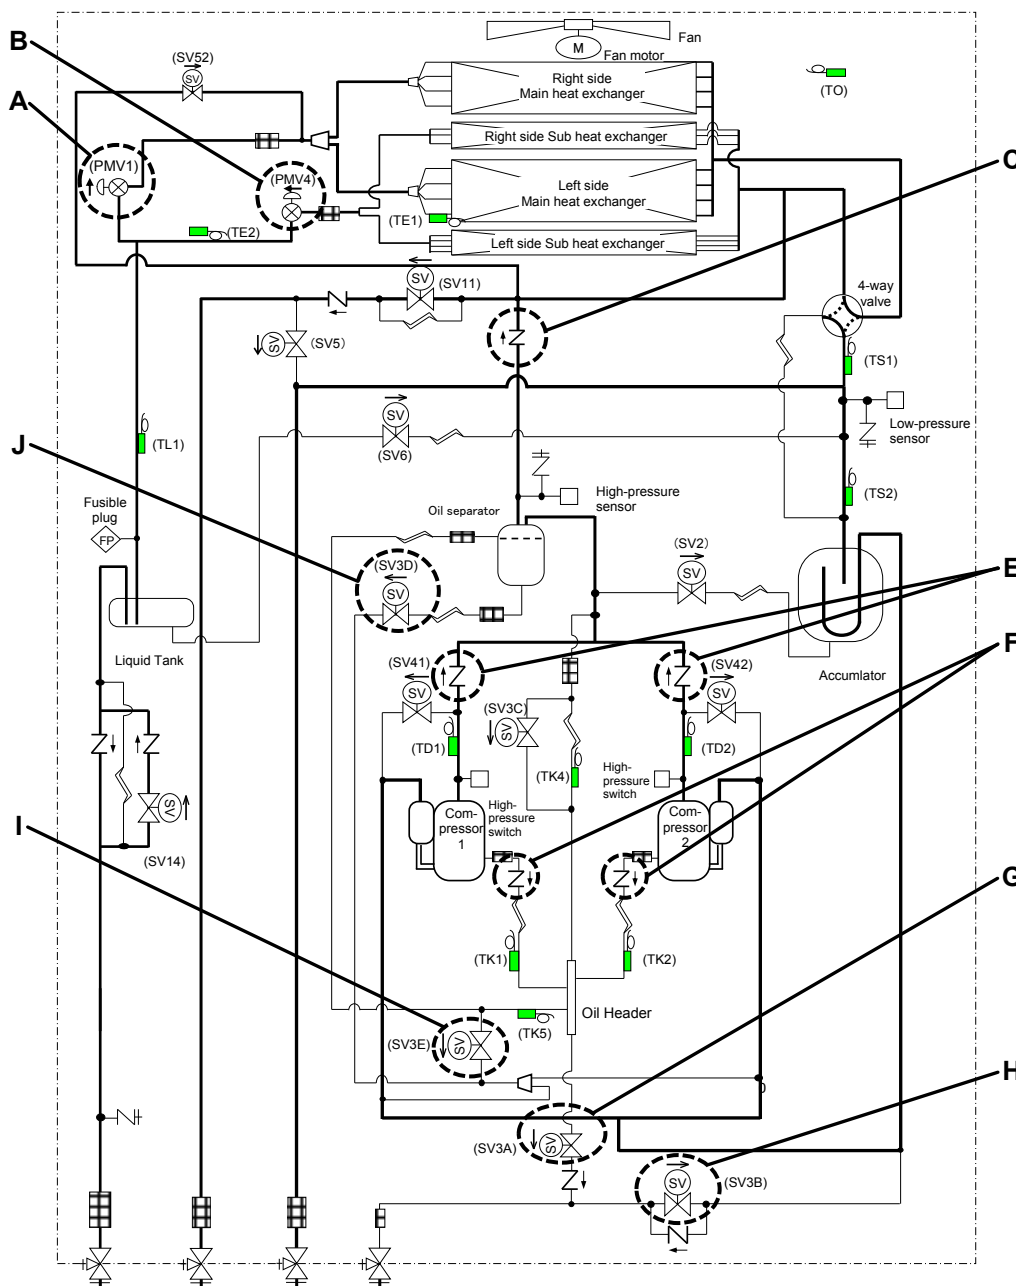 Fan
M
Fan motor
B
(SV52)
SV
A
Right side
Main heat exchanger
(TO)
Right side Sub heat exchanger
C
(PMV1)
(PMV4)
Left side
Main heat exchanger
(TE1)
(TE2)
Left side Sub heat exchanger
SV
(SV11)
4-way
valve
SV
(SV5)
(TS1)
SV
(SV6)
Low-pressure
sensor
J
(TL1)
(TS2)
High-pressure
sensor
Fusible
plug
Oil separator
FP
(SV3D)
SV
(SV2)
SV
E
Liquid Tank
(SV41)
(SV42)
Accumlator
F
SV
SV
(SV3C)
SV
(TD1)
(TD2)
(TK4)
High-
pressure
switch
I
SV
Com-
pressor
1
High-
pressure
switch
Com-
pressor
2
(SV14)
G
(TK1)
(TK2)
Oil Header
(TK5)
(SV3E)
SV
H
(SV3A)
SV
SV
(SV3B)